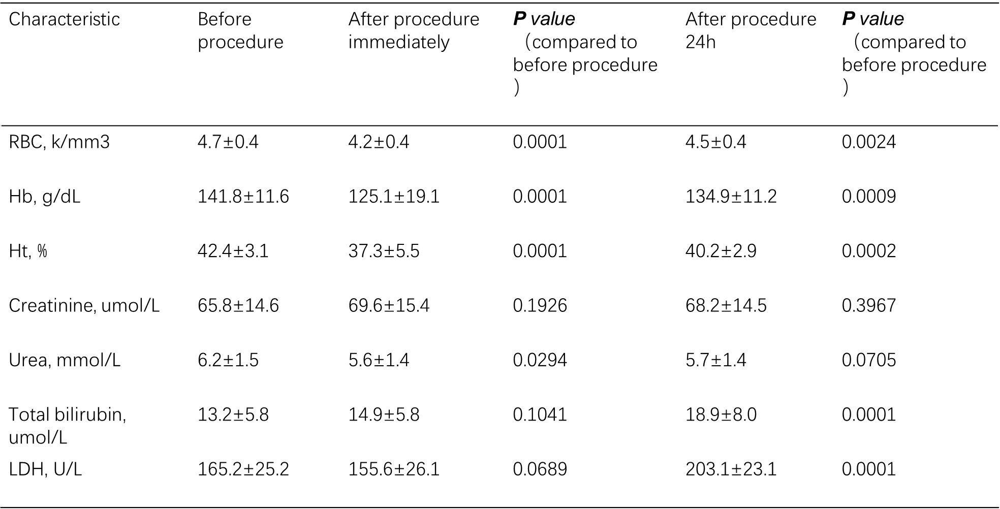 Characteristic Before procedure After procedure immediately P value （compared to before procedure ) After procedure 24h P value （compared to before procedure )
RBC, k/mm3 4.7±0.4 4.2±0.4 0.0001 4.5±0.4 0.0024
Hb, g/dL 141.8±11.6 125.1±19.1 0.0001 134.9±11.2 0.0009
Ht, % 42.4±3.1 37.3±5.5 0.0001 40.2±2.9 0.0002
Creatinine, umol/L 65.8±14.6 69.6±15.4 0.1926 68.2±14.5 0.3967
Urea, mmol/L 6.2±1.5 5.6±1.4 0.0294 5.7±1.4 0.0705
Total bilirubin, umol/L 13.2±5.8 14.9±5.8 0.1041 18.9±8.0 0.0001
LDH, U/L 165.2±25.2 155.6±26.1 0.0689 203.1±23.1 0.0001